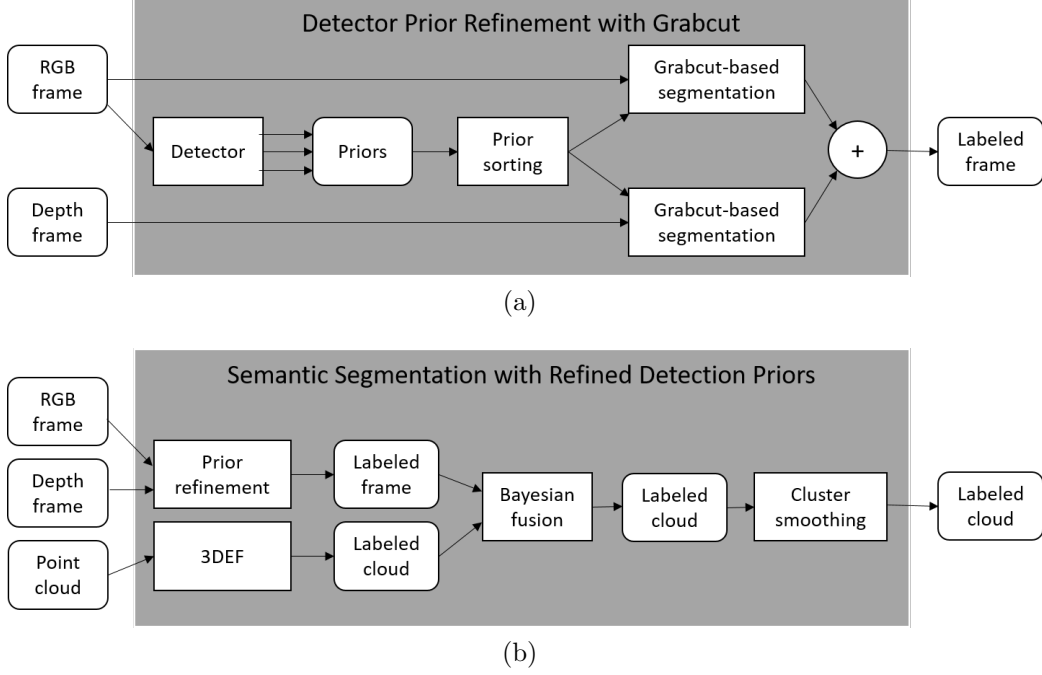 Detector Prior Refinement with Grabcut
RGB
frame
Depth
frame
Detector
Priors
Prior
sorting
Grabcut-based
segmentation
Grabcut-based
segmentation
+
Labeled
frame
(a)
Semantic Segmentation with Refined Detection Priors
RGB
frame
Depth
frame
Point
cloud
Prior
refinement
3DEF
Labeled
frame
Labeled
cloud
Bayesian
fusion
Labeled
cloud
Cluster
smoothing
Labeled
cloud
(b)